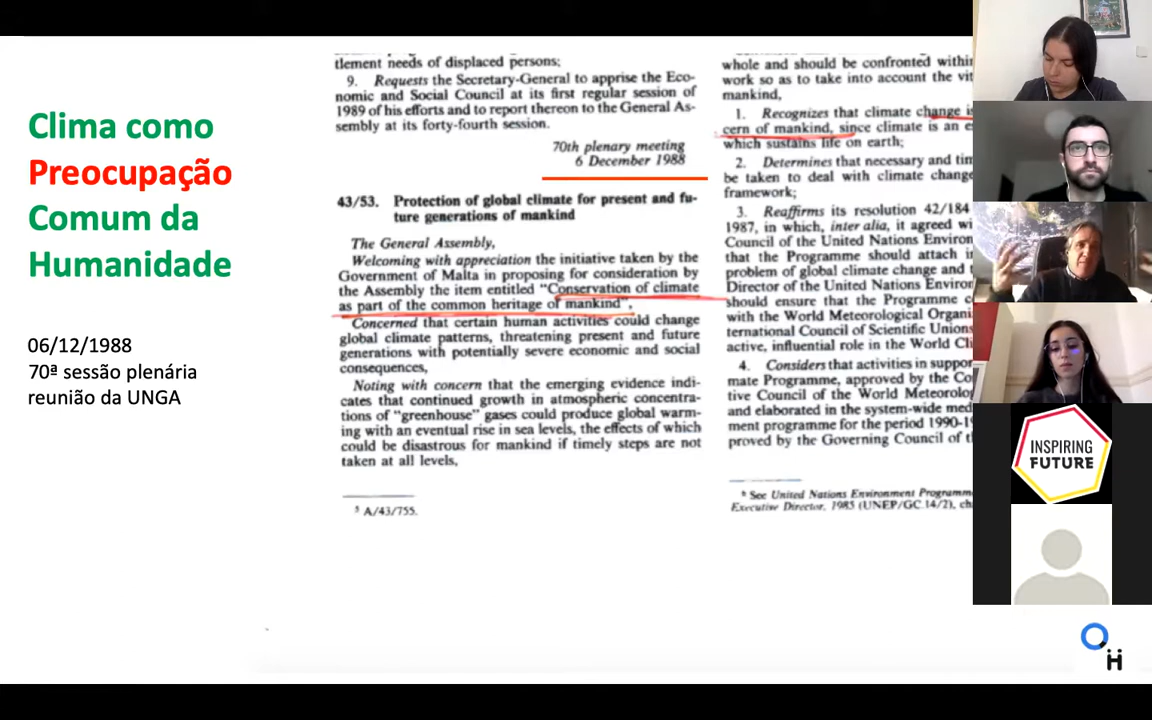 Clima como
Preocupação
Comum da
Humanidade
06/12/1988
70ª sessão plenária
reunião da UNGA
tlement needs of displaced persons;
9. Requests the Secretary-General to apprise the Eco-
nomic and Social Council at its first regular session of
1989 of his efforts and to report thereon to the General As-
sembly at its forty-fourth session.
70th plenary meeting
6 December 1988
43/53. Protection of global climate for present and fu-
ture generations of mankind
The General Assembly,
Welcoming with appreciation the initiative taken by the
Government of Malta in proposing for consideration by
the Assembly the item entitled “Conservation of climate
as part of the common heritage of mankind”,
Concerned that certain human activities could change
global climate patterns, threatening present and future
generations with potentially severe economic and social
consequences,
Noting with concern that the emerging evidence indi-
cates that continued growth in atmospheric concentra-
tions of “greenhouse” gases could produce global warm-
ing with an eventual rise in sea levels, the effects of which
could be disastrous for mankind if timely steps are not
taken at all levels,
5 A/43/755.
whole and should be confronted within
work so as to take into account the vit
mankind,
1. Recognizes that climate change is
cern of mankind, since climate is an e
which sustains life on earth;
2. Determines that necessary and tim
be taken to deal with climate change
framework;
3. Reaffirms its resolution 42/184
1987, in which, inter alia, it agreed wi
Council of the United Nations Environ
that the Programme should attach i
problem of global climate change and t
Director of the United Nations Environ
should ensure that the Programme c
with the World Meteorological Organi
ternational Council of Scientific Unions
active, influential role in the World Cli
4. Considers that activities in suppor
mate Programme, approved by the Co
tive Council of the World Meteorolog
and elaborated in the system-wide med
ment programme for the period 1990-1
proved by the Governing Council of t
See United Nations Environment Programm
Executive Director, 1985 (UNEP/GC.14/2), ch
INSPIRING
FUTURE
H